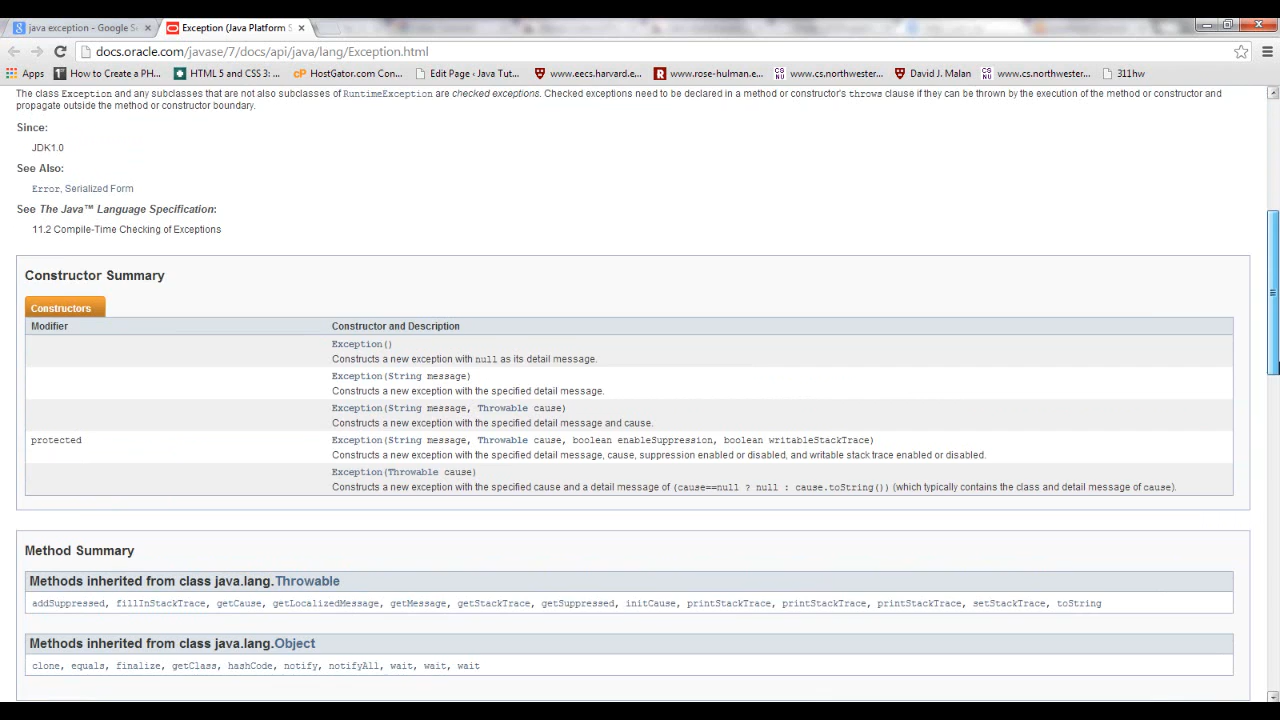 java exception - Google S
Exception (Java Platform S
docs.oracle.com/javase/7/docs/api/java/lang/Exception.html
Apps How to Create a PH... HTML 5 and CSS 3: ... cP HostGator.com Con... Edit Page ‹ Java Tut... www.eecs.harvard.e... R www.rose-hulman.e... www.cs.northwester... David J. Malan www.cs.northwester... 311hw
The class Exception and any subclasses that are not also subclasses of RuntimeException are checked exceptions. Checked exceptions need to be declared in a method or constructor's throws clause if they can be thrown by the execution of the method or constructor and
propagate outside the method or constructor boundary.
Since:
JDK1.0
See Also:
Error, Serialized Form
See The Java™ Language Specification:
11.2 Compile-Time Checking of Exceptions
Constructor Summary
Constructors
Modifier Constructor and Description
Exception()
Constructs a new exception with null as its detail message.
Exception(String message)
Constructs a new exception with the specified detail message.
Exception(String message, Throwable cause)
Constructs a new exception with the specified detail message and cause.
protected Exception(String message, Throwable cause, boolean enableSuppression, boolean writableStackTrace)
Constructs a new exception with the specified detail message, cause, suppression enabled or disabled, and writable stack trace enabled or disabled.
Exception(Throwable cause)
Constructs a new exception with the specified cause and a detail message of (cause==null ? null : cause.toString()) (which typically contains the class and detail message of cause).
Method Summary
Methods inherited from class java.lang.Throwable
addSuppressed, fillInStackTrace, getCause, getLocalizedMessage, getMessage, getStackTrace, getSuppressed, initCause, printStackTrace, printStackTrace, printStackTrace, setStackTrace, toString
Methods inherited from class java.lang.Object
clone, equals, finalize, getClass, hashCode, notify, notifyAll, wait, wait, wait